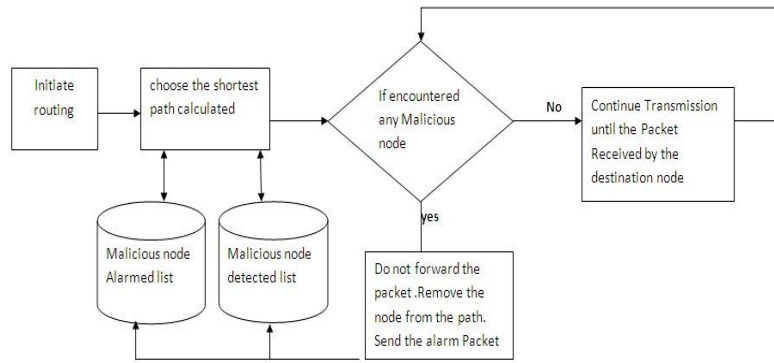 Initiate
routing
choose the shortest
path calculated
If encountered
any Malicious
node
No
Continue Transmission
until the Packet
Received by the
destination node
yes
Malicious node
Alarmed list
Malicious node
detected list
Do not forward the
packet .Remove the
node from the path.
Send the alarm Packet